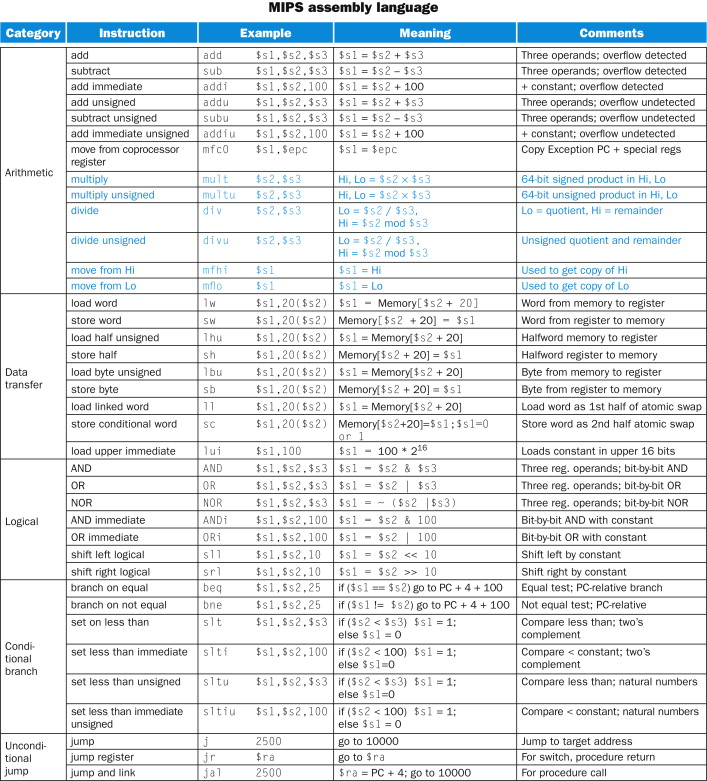 MIPS assembly language
Category Instruction Example Meaning Comments
Arithmetic
add add $s1,$s2,$s3 $s1 = $s2 + $s3 Three operands; overflow detected
subtract sub $s1,$s2,$s3 $s1 = $s2 – $s3 Three operands; overflow detected
add immediate addi $s1,$s2,100 $s1 = $s2 + 100 + constant; overflow detected
add unsigned addu $s1,$s2,$s3 $s1 = $s2 + $s3 Three operands; overflow undetected
subtract unsigned subu $s1,$s2,$s3 $s1 = $s2 – $s3 Three operands; overflow undetected
add immediate unsigned addiu $s1,$s2,100 $s1 = $s2 + 100 + constant; overflow undetected
move from coprocessor mfc0 $s1,$epc $s1 = $epc Copy Exception PC + special regs
register
multiply mult $s2,$s3 Hi, Lo = $s2 × $s3 64-bit signed product in Hi, Lo
multiply unsigned multu $s2,$s3 Hi, Lo = $s2 × $s3 64-bit unsigned product in Hi, Lo
divide div $s2,$s3 Lo = $s2 / $s3, Lo = quotient, Hi = remainder
Hi = $s2 mod $s3
divide unsigned divu $s2,$s3 Lo = $s2 / $s3, Unsigned quotient and remainder
Hi = $s2 mod $s3
move from Hi mfhi $s1 $s1 = Hi Used to get copy of Hi
move from Lo mflo $s1 $s1 = Lo Used to get copy of Lo
Data
transfer
load word lw $s1,20($s2) $s1 = Memory[$s2 + 20] Word from memory to register
store word sw $s1,20($s2) Memory[$s2 + 20] = $s1 Word from register to memory
load half unsigned lhu $s1,20($s2) $s1 = Memory[$s2 + 20] Halfword memory to register
store half sh $s1,20($s2) Memory[$s2 + 20] = $s1 Halfword register to memory
load byte unsigned lbu $s1,20($s2) $s1 = Memory[$s2 + 20] Byte from memory to register
store byte sb $s1,20($s2) Memory[$s2 + 20] = $s1 Byte from register to memory
load linked word ll $s1,20($s2) $s1 = Memory[$s2 + 20] Load word as 1st half of atomic swap
store conditional word sc $s1,20($s2) Memory[$s2+20]=$s1;$s1=0 Store word as 2nd half atomic swap
or 1
load upper immediate lui $s1,100 $s1 = 100 * 2¹⁶ Loads constant in upper 16 bits
Logical
AND AND $s1,$s2,$s3 $s1 = $s2 & $s3 Three reg. operands; bit-by-bit AND
OR OR $s1,$s2,$s3 $s1 = $s2 | $s3 Three reg. operands; bit-by-bit OR
NOR NOR $s1,$s2,$s3 $s1 = ~ ($s2 |$s3) Three reg. operands; bit-by-bit NOR
AND immediate ANDi $s1,$s2,100 $s1 = $s2 & 100 Bit-by-bit AND with constant
OR immediate ORi $s1,$s2,100 $s1 = $s2 | 100 Bit-by-bit OR with constant
shift left logical sll $s1,$s2,10 $s1 = $s2 << 10 Shift left by constant
shift right logical srl $s1,$s2,10 $s1 = $s2 >> 10 Shift right by constant
Condi-
tional
branch
branch on equal beq $s1,$s2,25 if ($s1 == $s2) go to PC + 4 + 100 Equal test; PC-relative branch
branch on not equal bne $s1,$s2,25 if ($s1 != $s2) go to PC + 4 + 100 Not equal test; PC-relative
set on less than slt $s1,$s2,$s3 if ($s2 < $s3) $s1 = 1; Compare less than; two's
else $s1 = 0 complement
set less than immediate slti $s1,$s2,100 if ($s2 < 100) $s1 = 1; Compare < constant; two's
else $s1=0 complement
set less than unsigned sltu $s1,$s2,$s3 if ($s2 < $s3) $s1 = 1; Compare less than; natural numbers
else $s1=0
set less than immediate sltiu $s1,$s2,100 if ($s2 < 100) $s1 = 1; Compare < constant; natural numbers
unsigned else $s1 = 0
Uncondi-
tional
jump
jump j 2500 go to 10000 Jump to target address
jump register jr $ra go to $ra For switch, procedure return
jump and link jal 2500 $ra = PC + 4; go to 10000 For procedure call